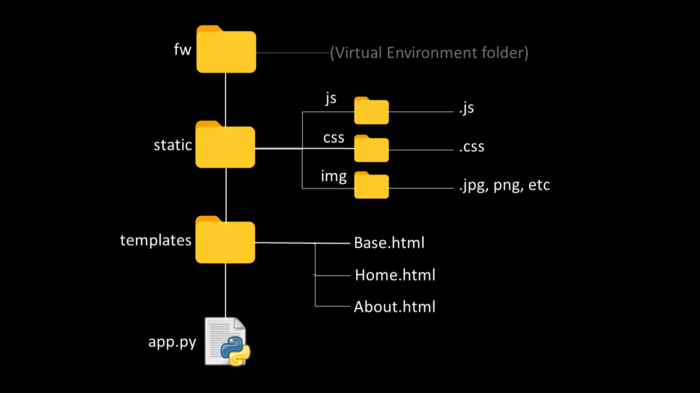 fw (Virtual Environment folder)
js .js
static css .css
img .jpg, png, etc
templates Base.html
Home.html
About.html
app.py